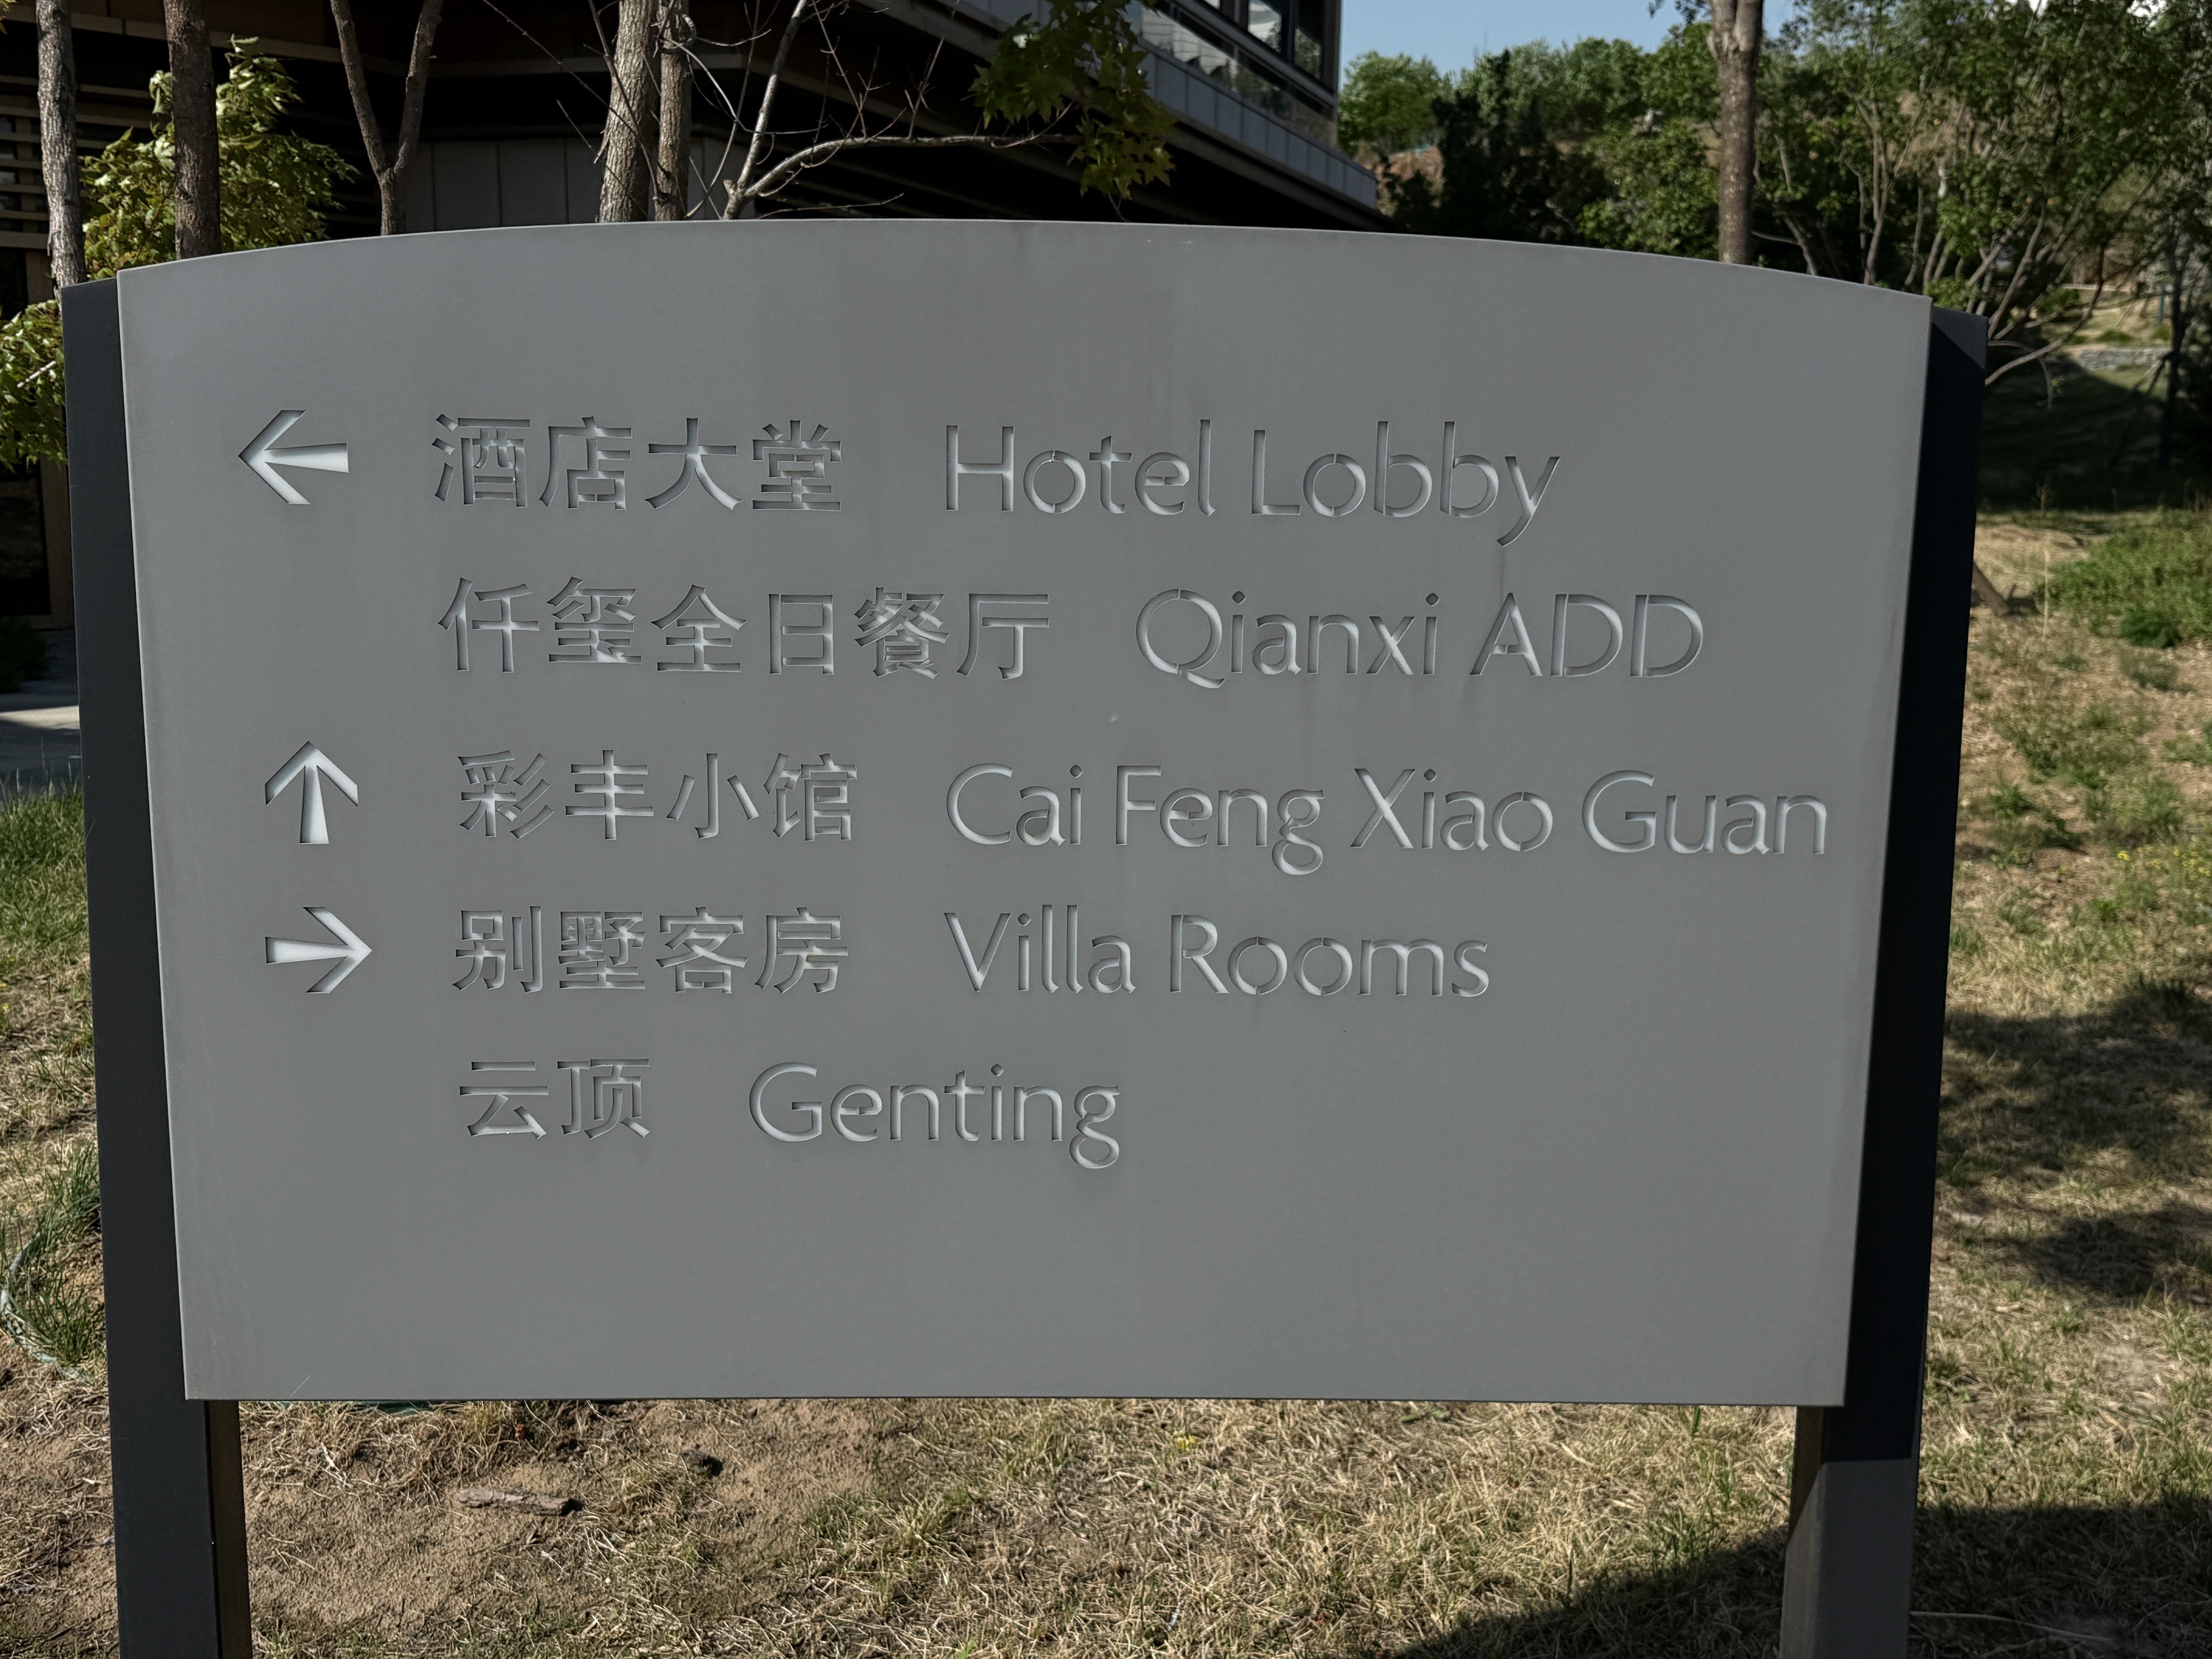 ← 酒店大堂 Hotel Lobby
仟玺全日餐厅 Qianxi ADD
↑ 彩丰小馆 Cai Feng Xiao Guan
→ 别墅客房 Villa Rooms
云顶 Genting